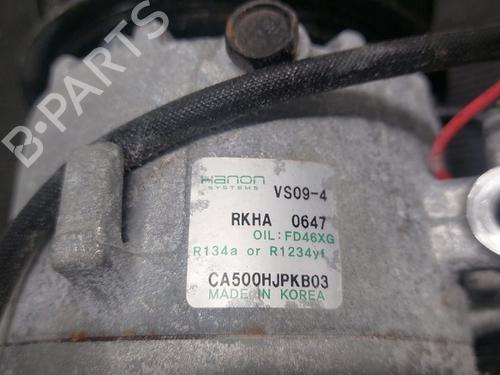 B-PARTS
Hanon
SYSTEMS
VS09-4
RKHA 0647
OIL:FD46XG
R134a or R1234yf
CA500HJPKB03
MADE IN KOREA